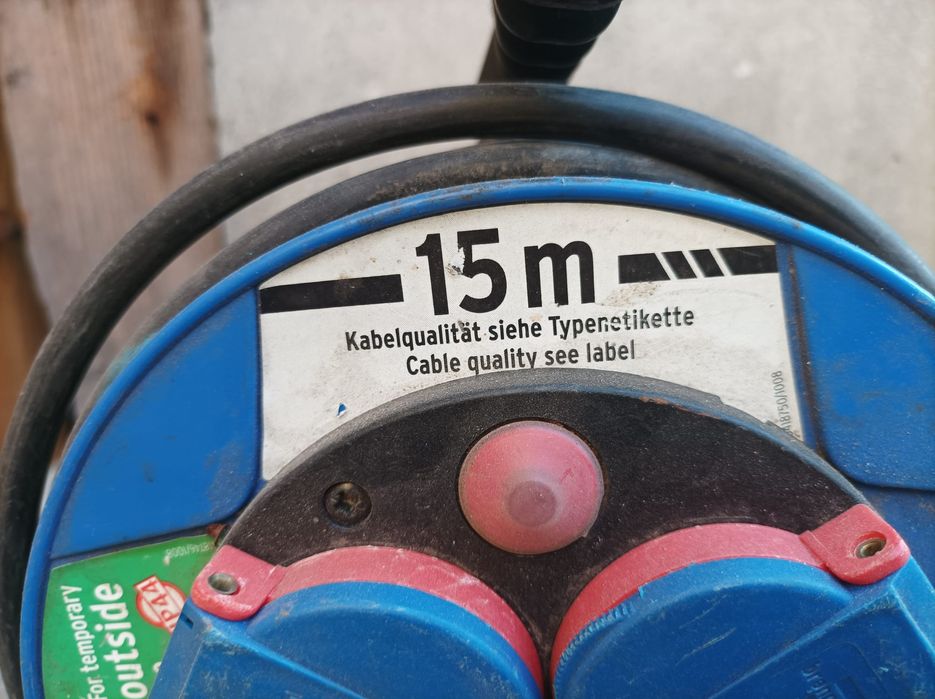 15 m
Kabelqualität siehe Typenetikette
Cable quality see label
For temporary
outside